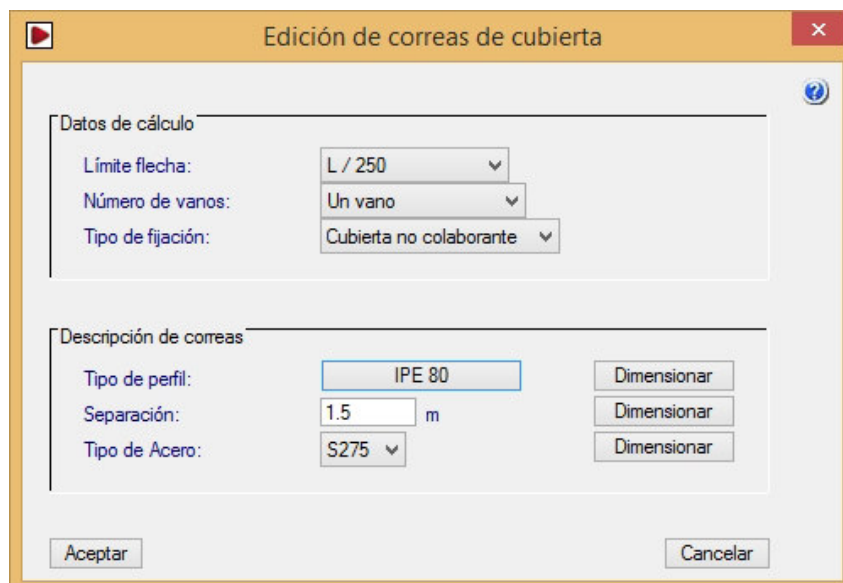 Edición de correas de cubierta
Datos de cálculo
Límite flecha: L / 250
Número de vanos: Un vano
Tipo de fijación: Cubierta no colaborante
Descripción de correas
Tipo de perfil: IPE 80 Dimensionar
Separación: 1.5 m Dimensionar
Tipo de Acero: S275 Dimensionar
Aceptar Cancelar